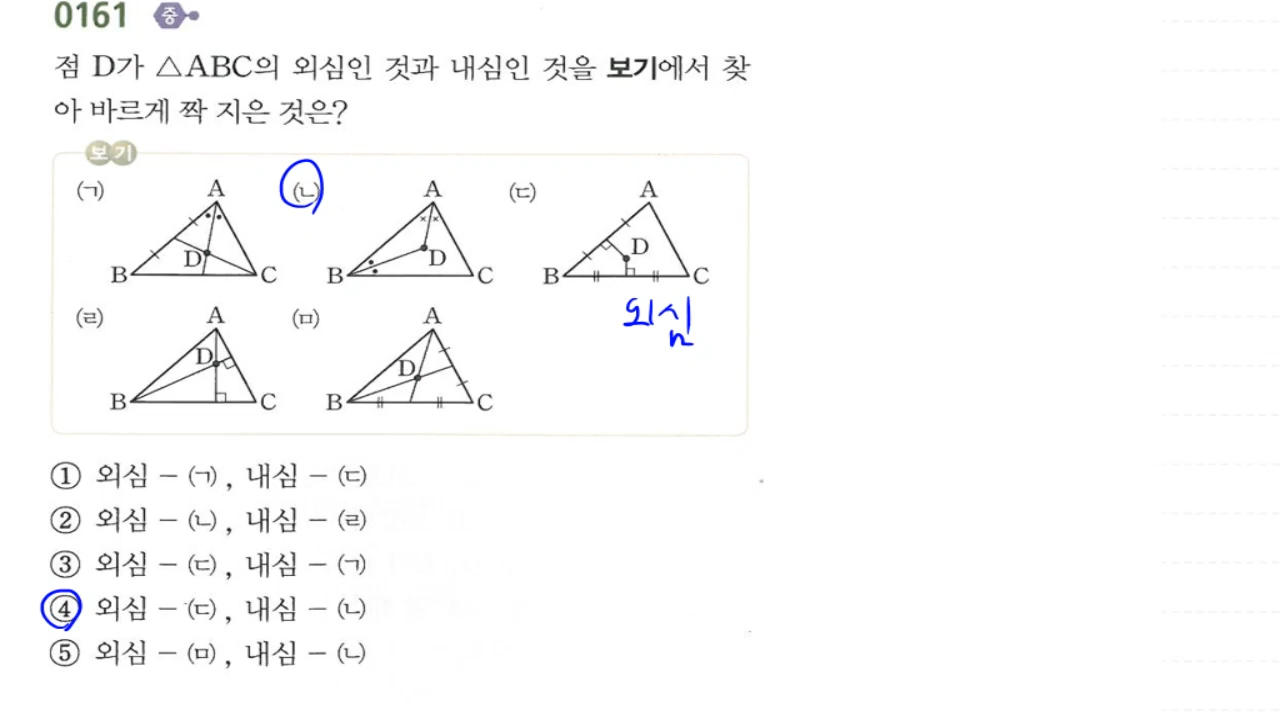 0161 중
점 D가 △ABC의 외심인 것과 내심인 것을 보기에서 찾
아 바르게 짝 지은 것은?
보기
(ㄱ) A B C D
(ㄴ) A B C D
(ㄷ) A B C D
외심
(ㄹ) A B C D
(ㅁ) A B C D
① 외심 – (ㄱ), 내심 – (ㄷ)
② 외심 – (ㄴ), 내심 – (ㄹ)
③ 외심 – (ㄷ), 내심 – (ㄱ)
④ 외심 – (ㄷ), 내심 – (ㄴ)
⑤ 외심 – (ㅁ), 내심 – (ㄴ)